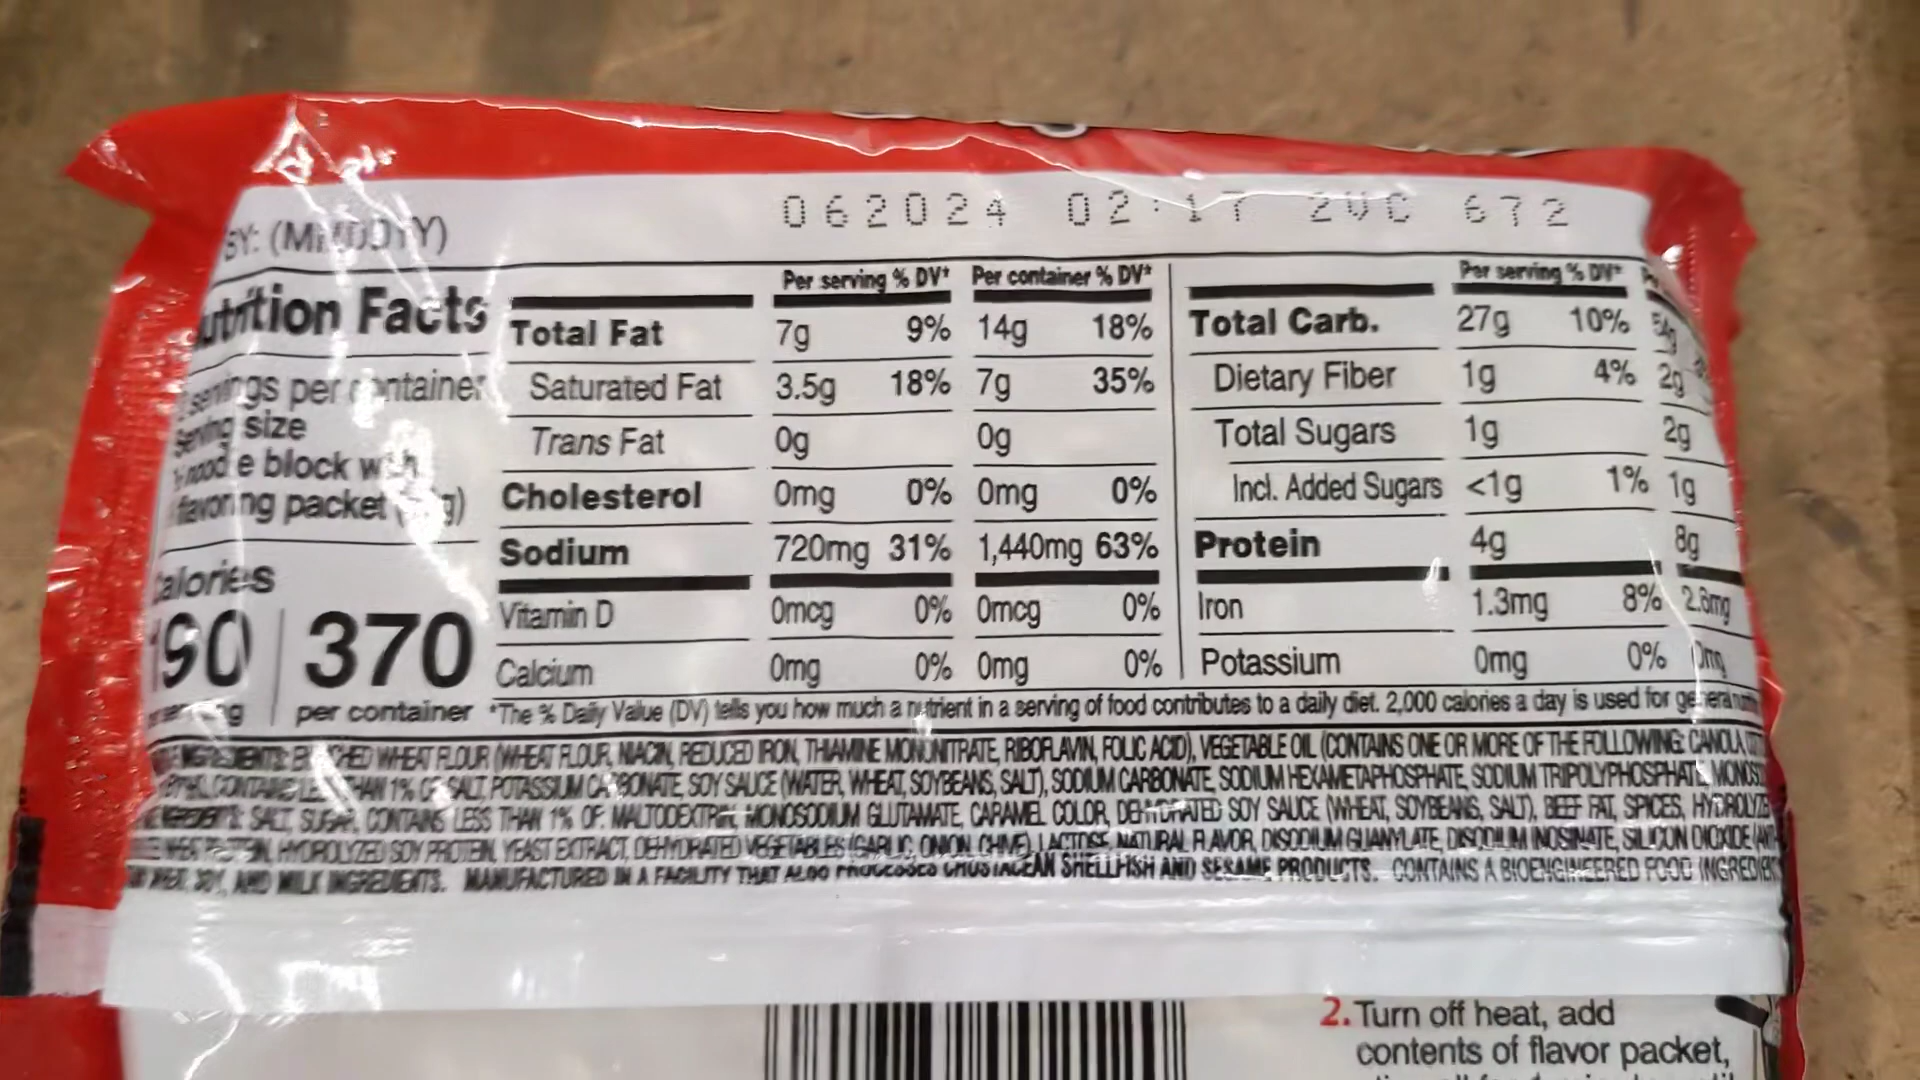 062024 02:17 2VC 672
BY: (MMDDYY)
Per serving % DV* Per container % DV* Per serving % DV*
Nutrition Facts
Total Fat 7g 9% 14g 18% Total Carb. 27g 10% 54g
servings per container Saturated Fat 3.5g 18% 7g 35% Dietary Fiber 1g 4% 2g
Serving size
Trans Fat 0g 0g Total Sugars 1g 2g
noodle block with
flavoring packet Cholesterol 0mg 0% 0mg 0% Incl. Added Sugars <1g 1% 1g
Sodium 720mg 31% 1,440mg 63% Protein 4g 8g
Calories
190 370
Vitamin D 0mcg 0% 0mcg 0% Iron 1.3mg 8% 2.6mg
Calcium 0mg 0% 0mg 0% Potassium 0mg 0% 0mg
per serving per container *The % Daily Value (DV) tells you how much a nutrient in a serving of food contributes to a daily diet. 2,000 calories a day is used for general
INGREDIENTS: ENRICHED WHEAT FLOUR (WHEAT FLOUR, NIACIN, REDUCED IRON, THIAMINE MONONITRATE, RIBOFLAVIN, FOLIC ACID), VEGETABLE OIL (CONTAINS ONE OR MORE OF THE FOLLOWING: CANOLA,
CONTAINS LESS THAN 1% OF: SALT, POTASSIUM CARBONATE, SOY SAUCE (WATER, WHEAT, SOYBEANS, SALT), SODIUM CARBONATE, SODIUM HEXAMETAPHOSPHATE, SODIUM TRIPOLYPHOSPHATE,
SALT, SUGAR, CONTAINS LESS THAN 1% OF: MALTODEXTRIN, MONOSODIUM GLUTAMATE, CARAMEL COLOR, DEHYDRATED SOY SAUCE (WHEAT, SOYBEANS, SALT), BEEF FAT, SPICES,
PROTEIN, HYDROLYZED SOY PROTEIN, YEAST EXTRACT, DEHYDRATED VEGETABLES (GARLIC, ONION, CHIVE), LACTOSE, NATURAL FLAVOR, DISODIUM GUANYLATE, DISODIUM INOSINATE, SILICON DIOXIDE
WHEAT, SOY, AND MILK INGREDIENTS. MANUFACTURED IN A FACILITY THAT ALSO PROCESSES CRUSTACEAN SHELLFISH AND SESAME PRODUCTS. CONTAINS A BIOENGINEERED FOOD INGREDIENT
2. Turn off heat, add
contents of flavor packet,